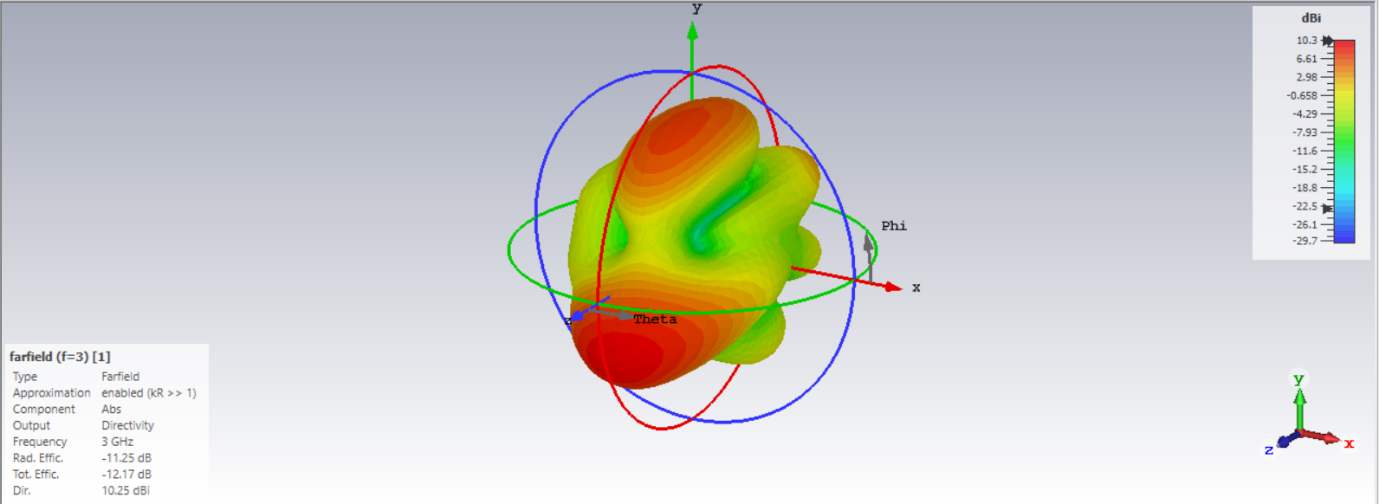 y
dBi
10.3
6.61
2.98
-0.658
-4.29
-7.93
-11.6
-15.2
-18.8
-22.5
-26.1
-29.7
Phi
x
z
Theta
farfield (f=3) [1]
Type Farfield
Approximation enabled (kR >> 1)
Component Abs
Output Directivity
Frequency 3 GHz
Rad. Effic. -11.25 dB
Tot. Effic. -12.17 dB
Dir. 10.25 dBi
y
z
x